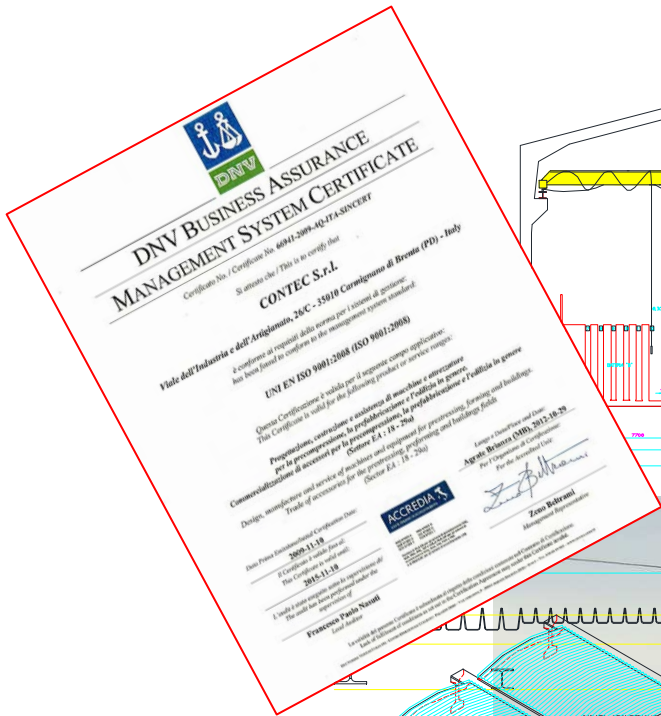 DNV
DNV BUSINESS ASSURANCE
MANAGEMENT SYSTEM CERTIFICATE
Certificato No. / Certificate No. 66941-2009-AQ-ITA-SINCERT
Si attesta che / This is to certify that
CONTEC S.r.l.
Viale dell'Industria e dell'Artigianato, 26/C - 35010 Carmignano di Brenta (PD) - Italy
è conforme ai requisiti della norma per i sistemi di gestione:
has been found to conform to the management system standard:
UNI EN ISO 9001:2008 (ISO 9001:2008)
Questa Certificazione è valida per il seguente campo applicativo:
This Certificate is valid for the following product or service ranges:
Progettazione, costruzione e assistenza di macchine e attrezzature
per la precompressione, la prefabbricazione e l'edilizia in genere.
Commercializzazione di accessori per la precompressione, la prefabbricazione e l'edilizia in genere
(Settore EA : 18 - 29a)
Design, manufacture and service of machines and equipment for prestressing, forming and buildings.
Trade of accessories for the prestressing, preforming and buildings fields
(Sector EA : 18 - 29a)
Luogo e Data/Place and Date:
Agrate Brianza (MB), 2012-10-29
Per l'Organismo di Certificazione/
For the Accredited Unit:
Data Prima Emissione/Initial Certification Date:
2009-11-10
Il Certificato è valido fino al:
This Certificate is valid until:
2015-11-10
L'audit è stato eseguito sotto la supervisione di/
The audit has been performed under the
supervision of
Francesco Paolo Nasuti
Lead Auditor
ACCREDIA
Zeno Beltrami
Management Representative
7700